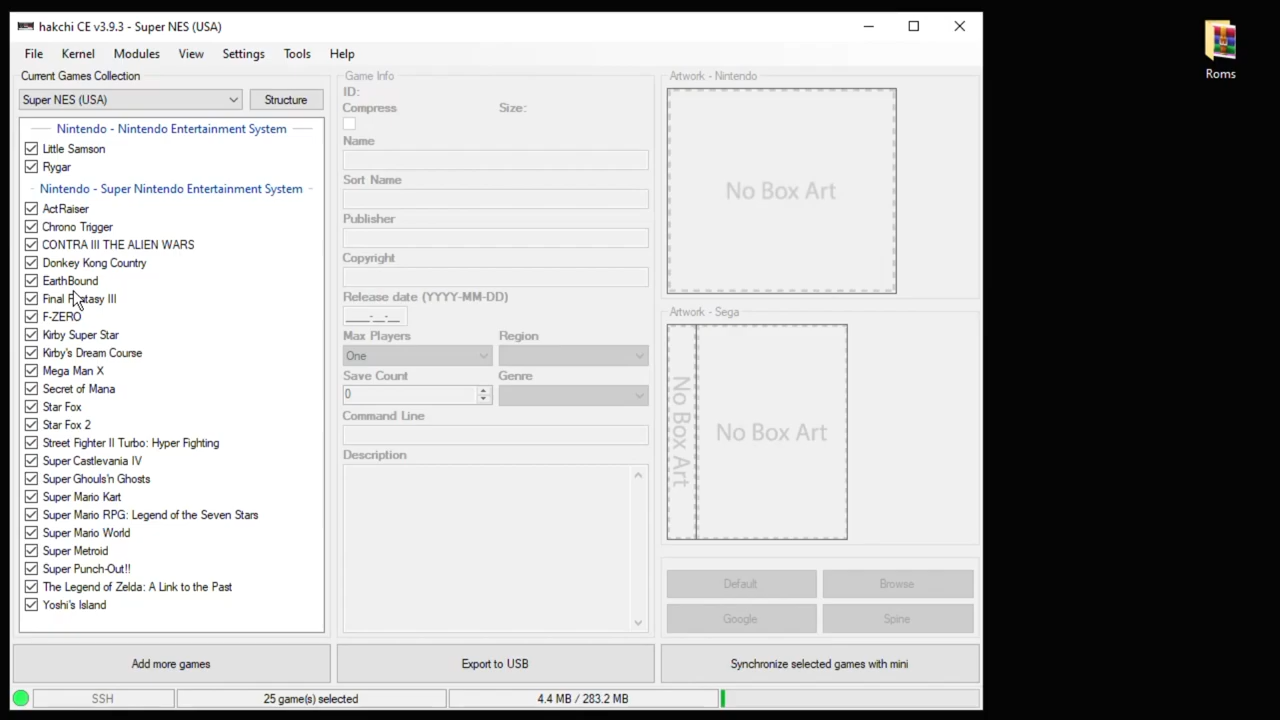 hakchi CE v3.9.3 - Super NES (USA)
File Kernel Modules View Settings Tools Help
Current Games Collection
Super NES (USA)
Structure
Nintendo - Nintendo Entertainment System
Little Samson
Rygar
Nintendo - Super Nintendo Entertainment System
ActRaiser
Chrono Trigger
CONTRA III THE ALIEN WARS
Donkey Kong Country
EarthBound
Final Fantasy III
F-ZERO
Kirby Super Star
Kirby's Dream Course
Mega Man X
Secret of Mana
Star Fox
Star Fox 2
Street Fighter II Turbo: Hyper Fighting
Super Castlevania IV
Super Ghouls'n Ghosts
Super Mario Kart
Super Mario RPG: Legend of the Seven Stars
Super Mario World
Super Metroid
Super Punch-Out!!
The Legend of Zelda: A Link to the Past
Yoshi's Island
Game Info
ID:
Compress
Size:
Name
Sort Name
Publisher
Copyright
Release date (YYYY-MM-DD)
____-__-__
Max Players
Region
One
Save Count
Genre
0
Command Line
Description
Artwork - Nintendo
No Box Art
Artwork - Sega
No Box Art
No Box Art
Default
Browse
Google
Spine
Add more games
Export to USB
Synchronize selected games with mini
SSH
25 game(s) selected
4.4 MB / 283.2 MB
Roms